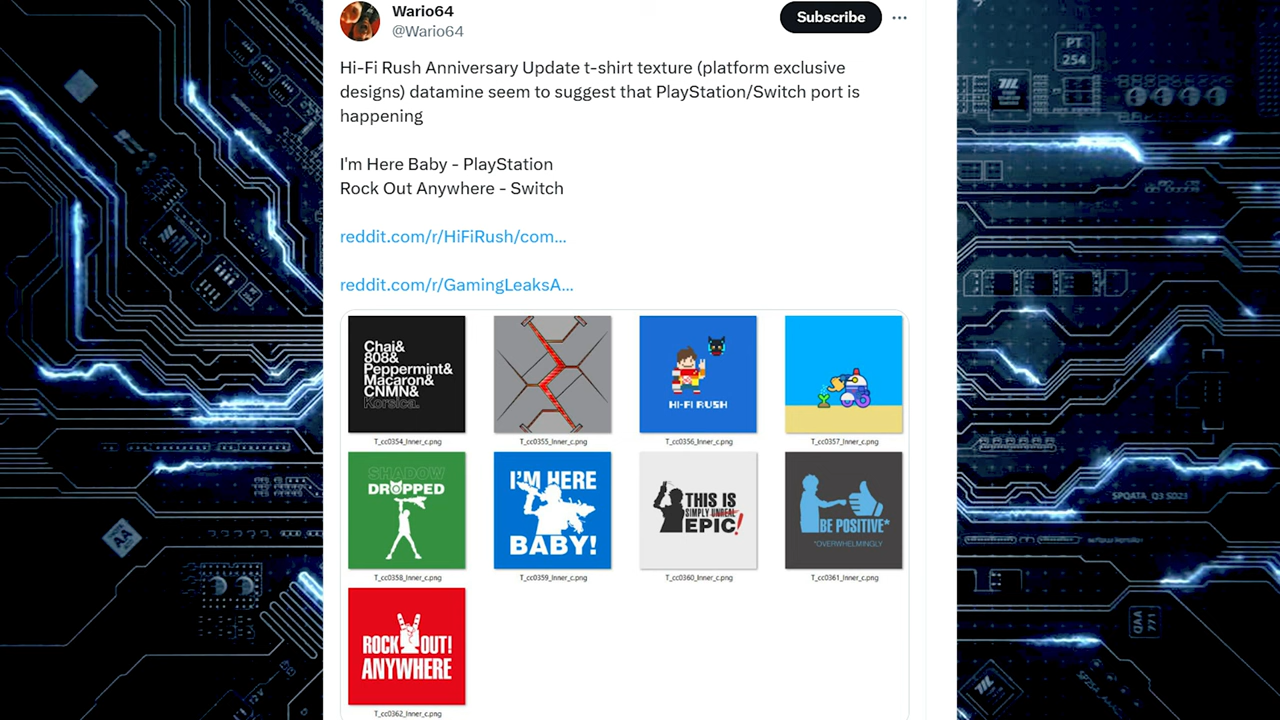 Wario64
@Wario64
Subscribe
Hi-Fi Rush Anniversary Update t-shirt texture (platform exclusive
designs) datamine seem to suggest that PlayStation/Switch port is
happening
I'm Here Baby - PlayStation
Rock Out Anywhere - Switch
reddit.com/r/HiFiRush/com...
reddit.com/r/GamingLeaksA...
Chai&
808&
Peppermint&
Macaron&
CNMN&
Korsica.
HI-FI RUSH
T_cc0354_Inner_c.png
T_cc0355_Inner_c.png
T_cc0356_Inner_c.png
T_cc0357_Inner_c.png
SHADOW
DROPPED
I'M HERE
BABY!
THIS IS
SIMPLY UNREAL
EPIC!
BE POSITIVE*
*OVERWHELMINGLY
T_cc0358_Inner_c.png
T_cc0359_Inner_c.png
T_cc0360_Inner_c.png
T_cc0361_Inner_c.png
ROCK OUT!
ANYWHERE
T_cc0362_Inner_c.png
PT
254
SPQATA_Q3 SD23